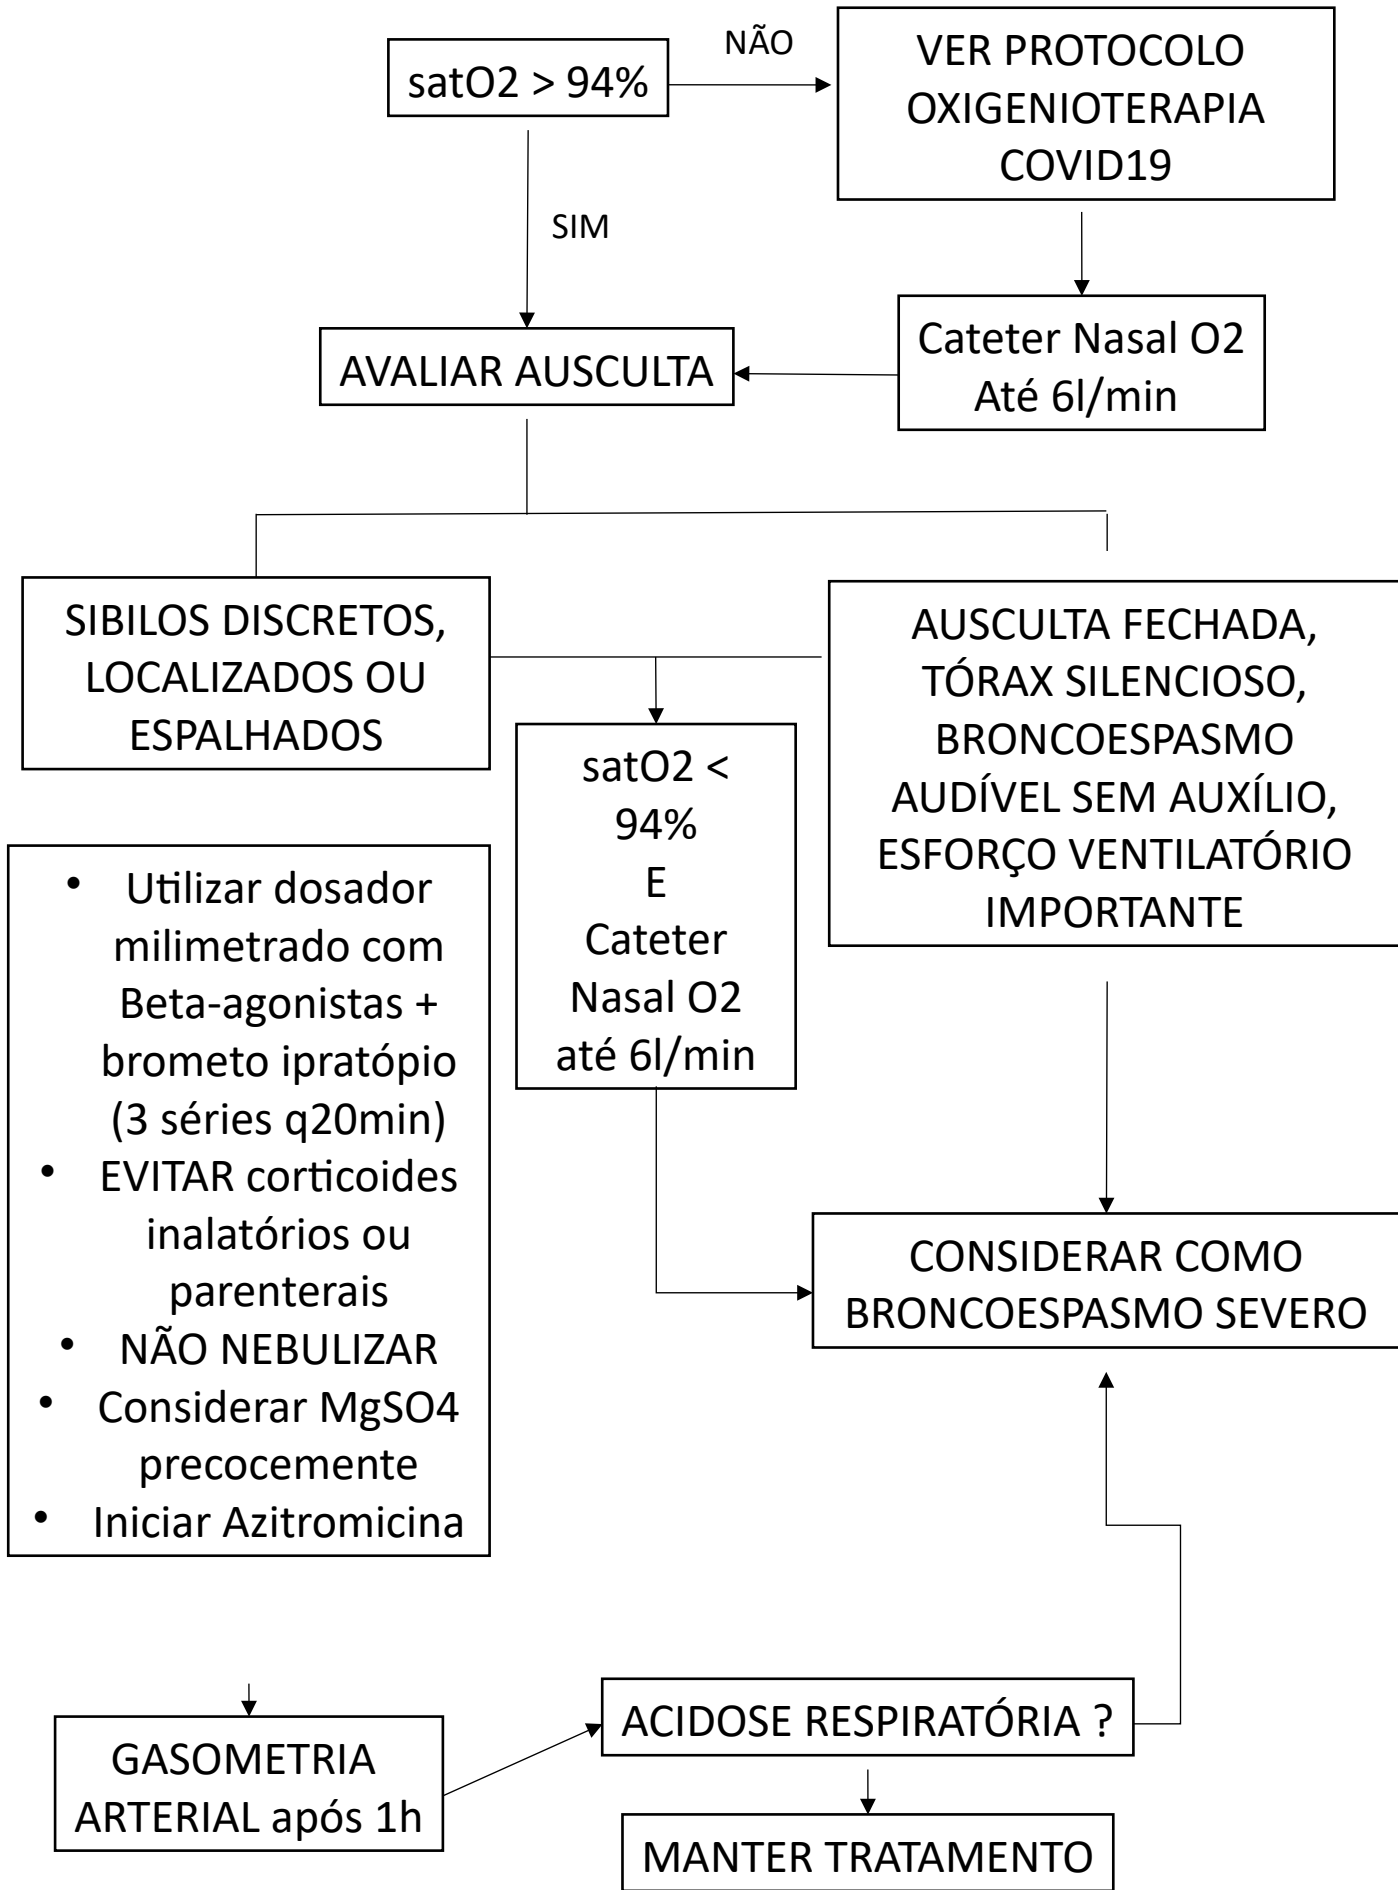 satO2 > 94%
NÃO
VER PROTOCOLO
OXIGENIOTERAPIA
COVID19
SIM
Cateter Nasal O2
Até 6l/min
AVALIAR AUSCULTA
SIBILOS DISCRETOS,
LOCALIZADOS OU
ESPALHADOS
satO2 <
94%
E
Cateter
Nasal O2
até 6l/min
AUSCULTA FECHADA,
TÓRAX SILENCIOSO,
BRONCOESPASMO
AUDÍVEL SEM AUXÍLIO,
ESFORÇO VENTILATÓRIO
IMPORTANTE
• Utilizar dosador
milimetrado com
Beta-agonistas +
brometo ipratópio
(3 séries q20min)
• EVITAR corticoides
inalatórios ou
parenterais
• NÃO NEBULIZAR
• Considerar MgSO4
precocemente
• Iniciar Azitromicina
CONSIDERAR COMO
BRONCOESPASMO SEVERO
GASOMETRIA
ARTERIAL após 1h
ACIDOSE RESPIRATÓRIA ?
MANTER TRATAMENTO